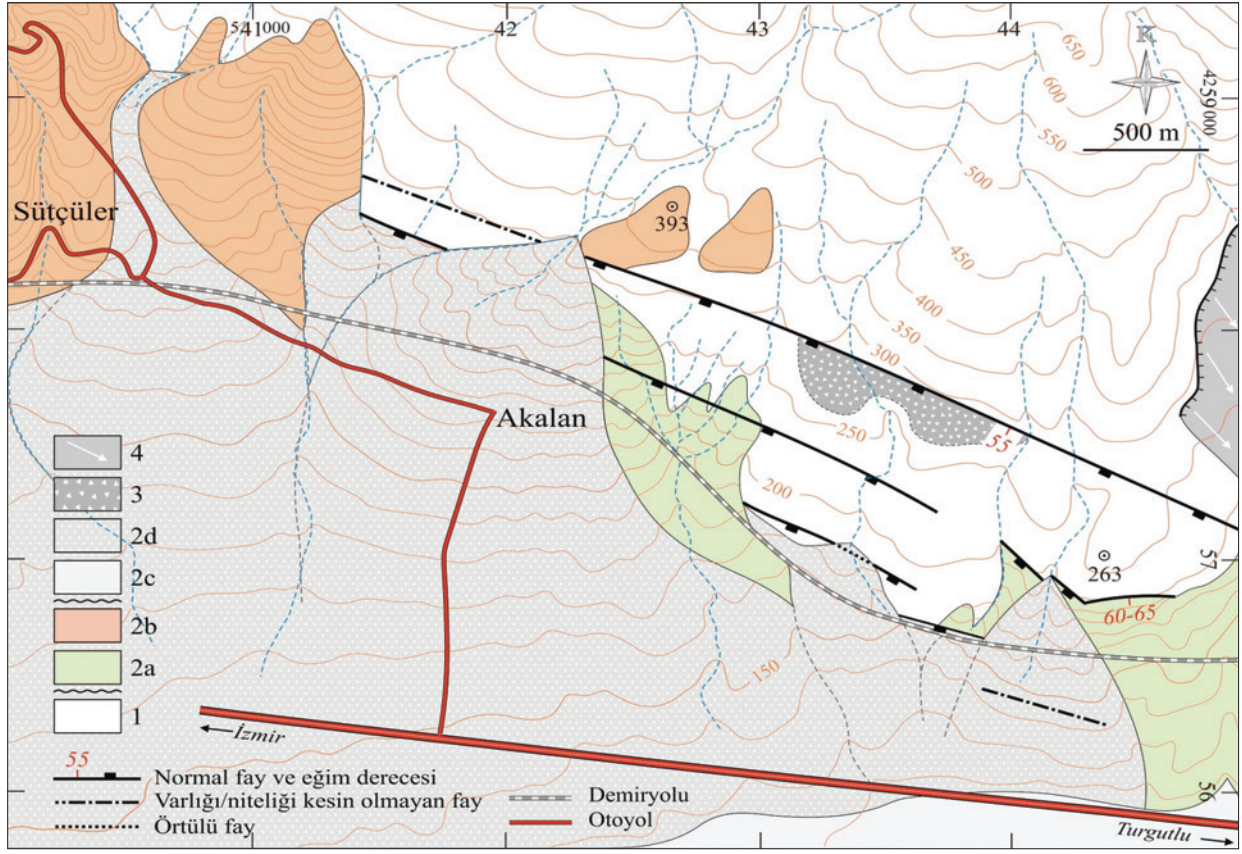 541000
42
43
44
650
K
600
4259000
550
500 m
500
Sütçüler
393
450
400
350
300
Akalan
250
55
4
3
200
2d
2c
57
263
2b
60-65
2a
150
1
İzmir
55
Normal fay ve eğim derecesi
Varlığı/niteliği kesin olmayan fay
Örtülü fay
Demiryolu
Otoyol
56
Turgutlu